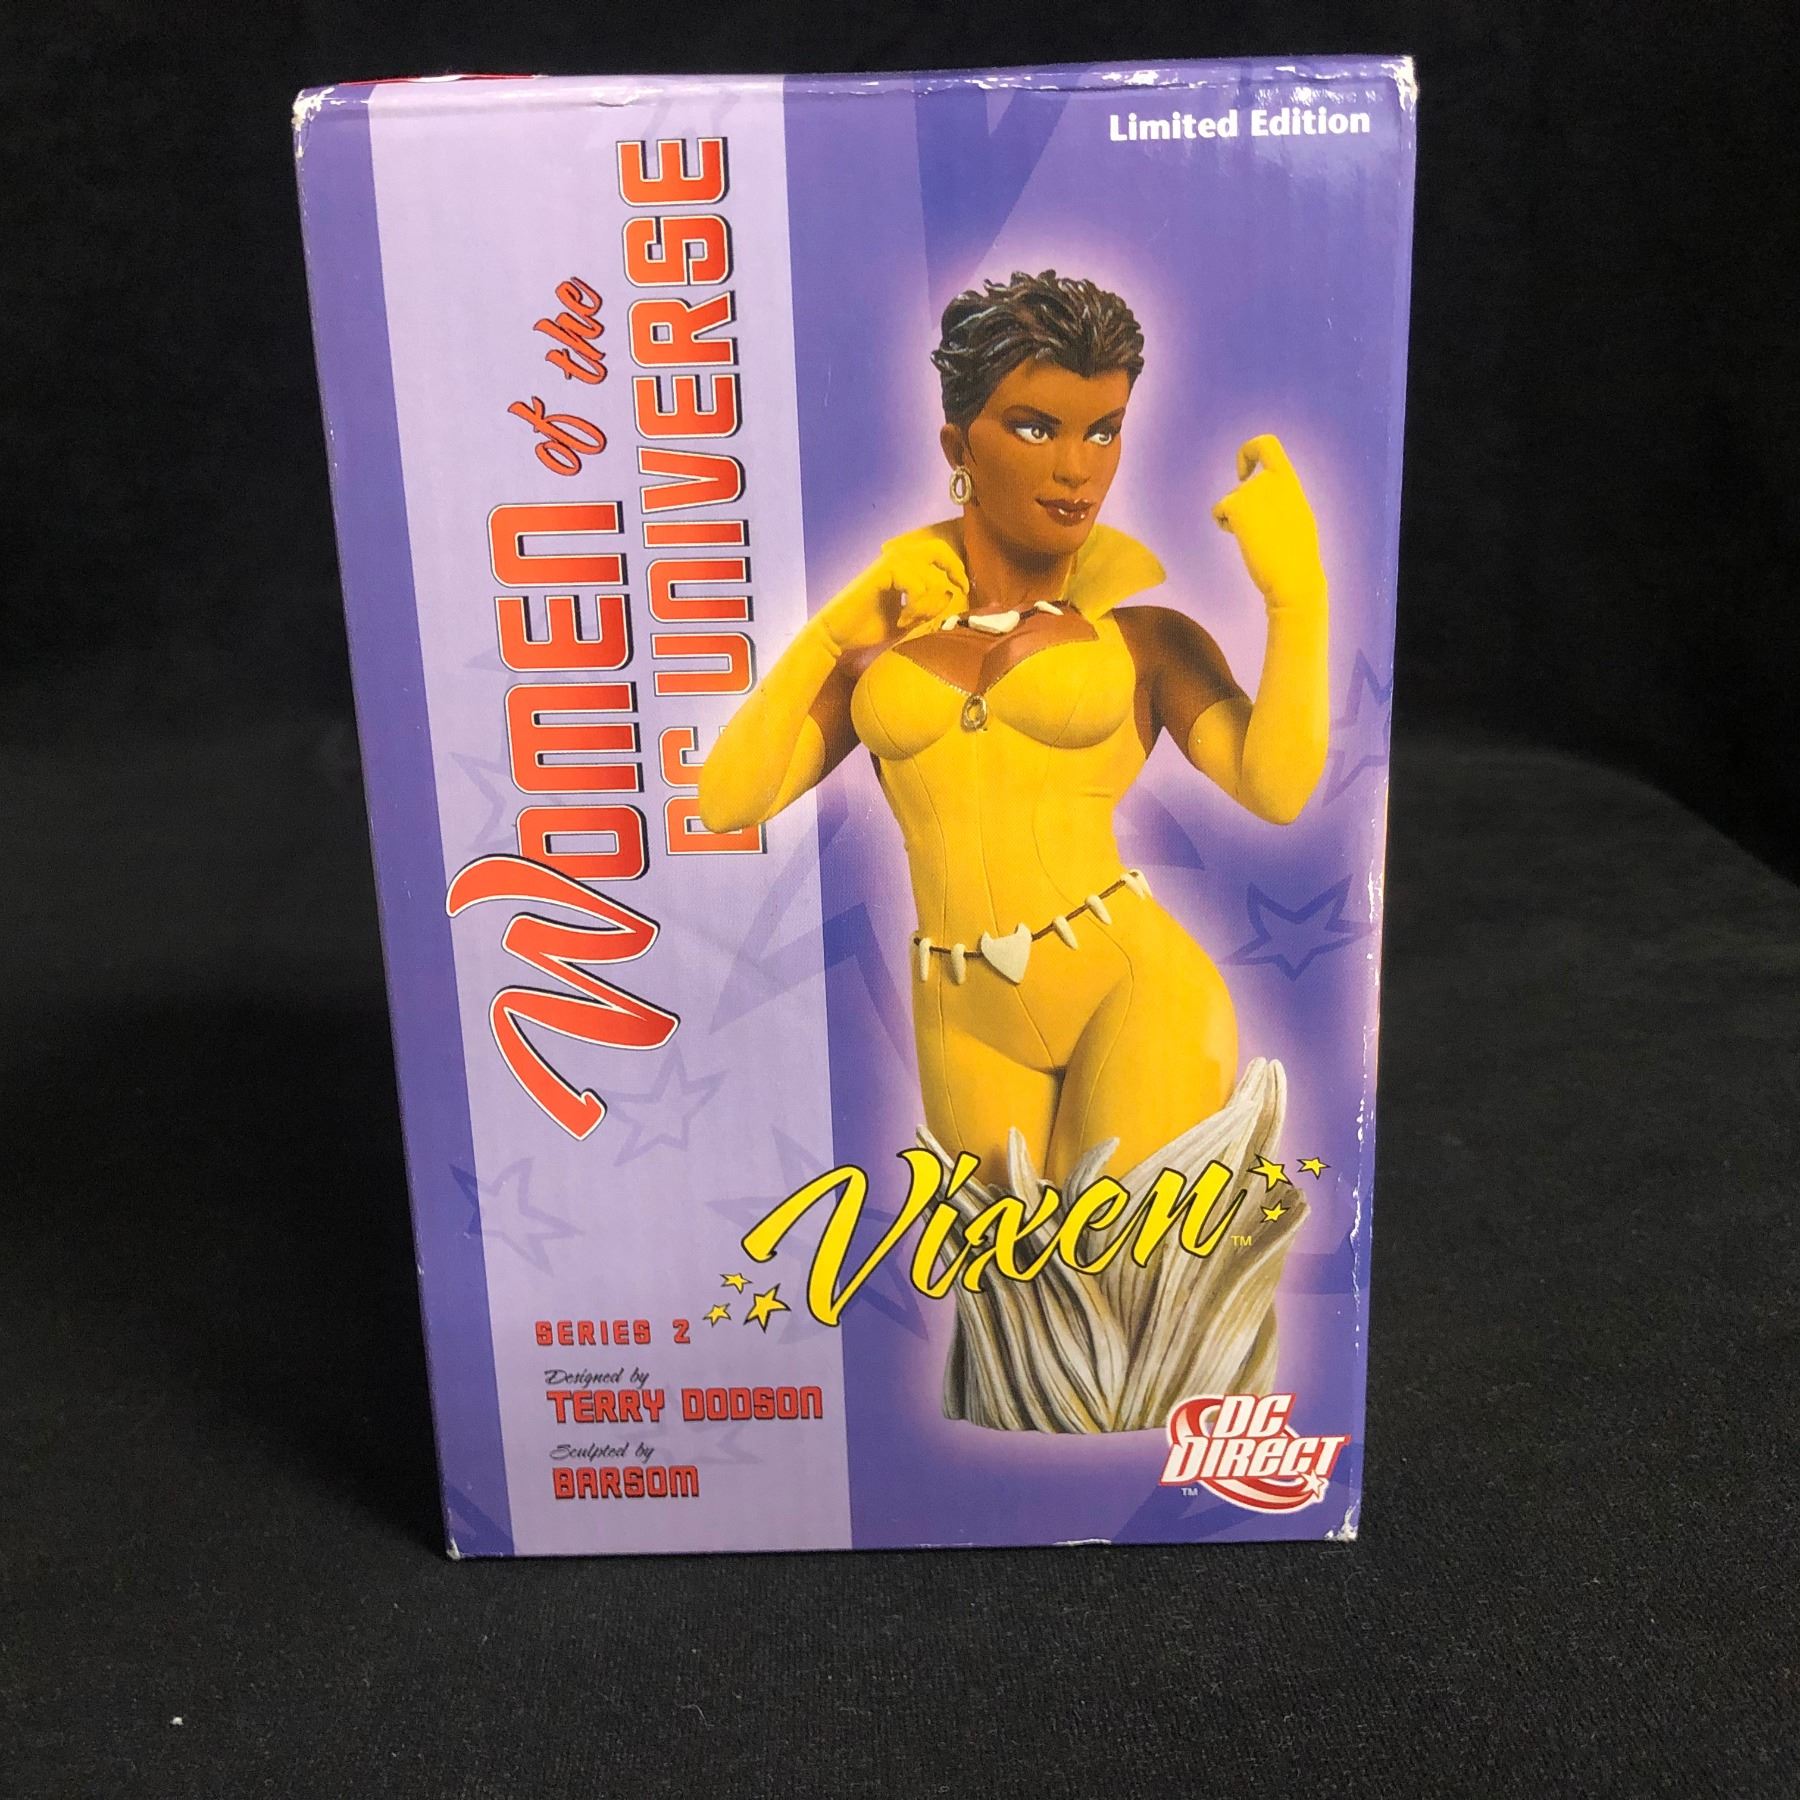 Limited Edition
Women of the
DC UNIVERSE
Vixen™
SERIES 2
Designed by
TERRY DODSON
Sculpted by
BARSOM
DC
DIRECT
™